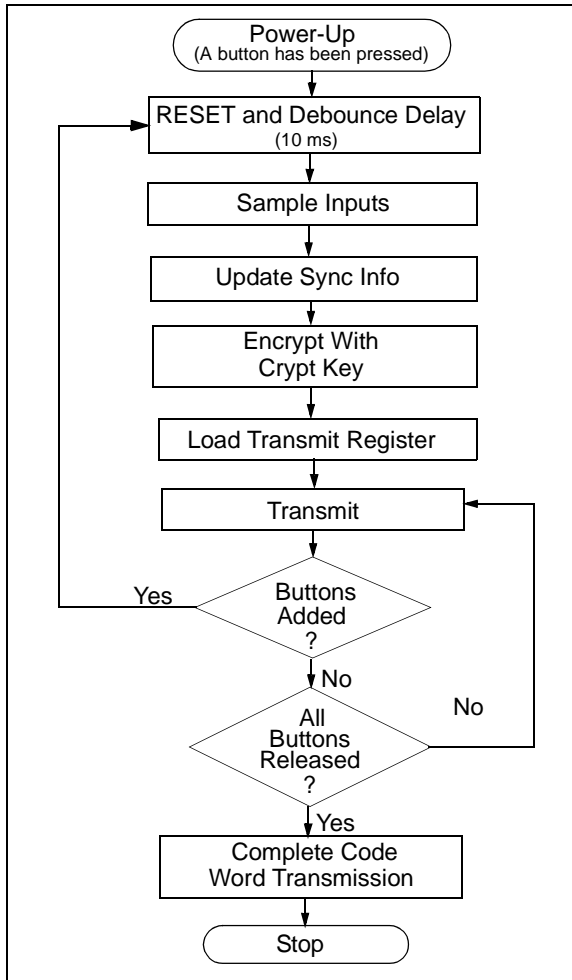 Power-Up
(A button has been pressed)
RESET and Debounce Delay
(10 ms)
Sample Inputs
Update Sync Info
Encrypt With
Crypt Key
Load Transmit Register
Transmit
Yes
Buttons
Added
?
No
All
Buttons
Released
?
No
Yes
Complete Code
Word Transmission
Stop